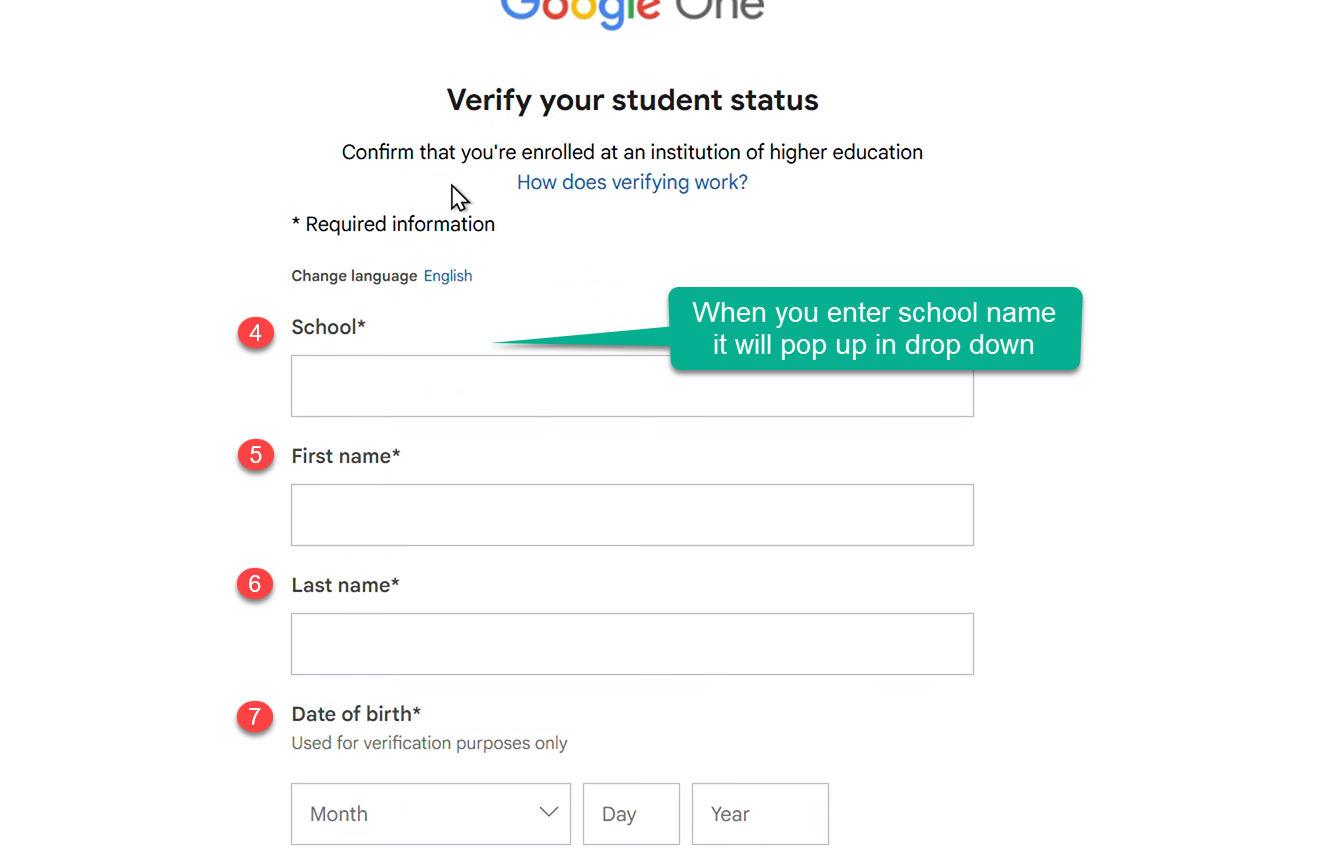 Google One
Verify your student status
Confirm that you're enrolled at an institution of higher education
How does verifying work?
* Required information
Change language English
4 School*
When you enter school name
it will pop up in drop down
5 First name*
6 Last name*
7 Date of birth*
Used for verification purposes only
Month Day Year